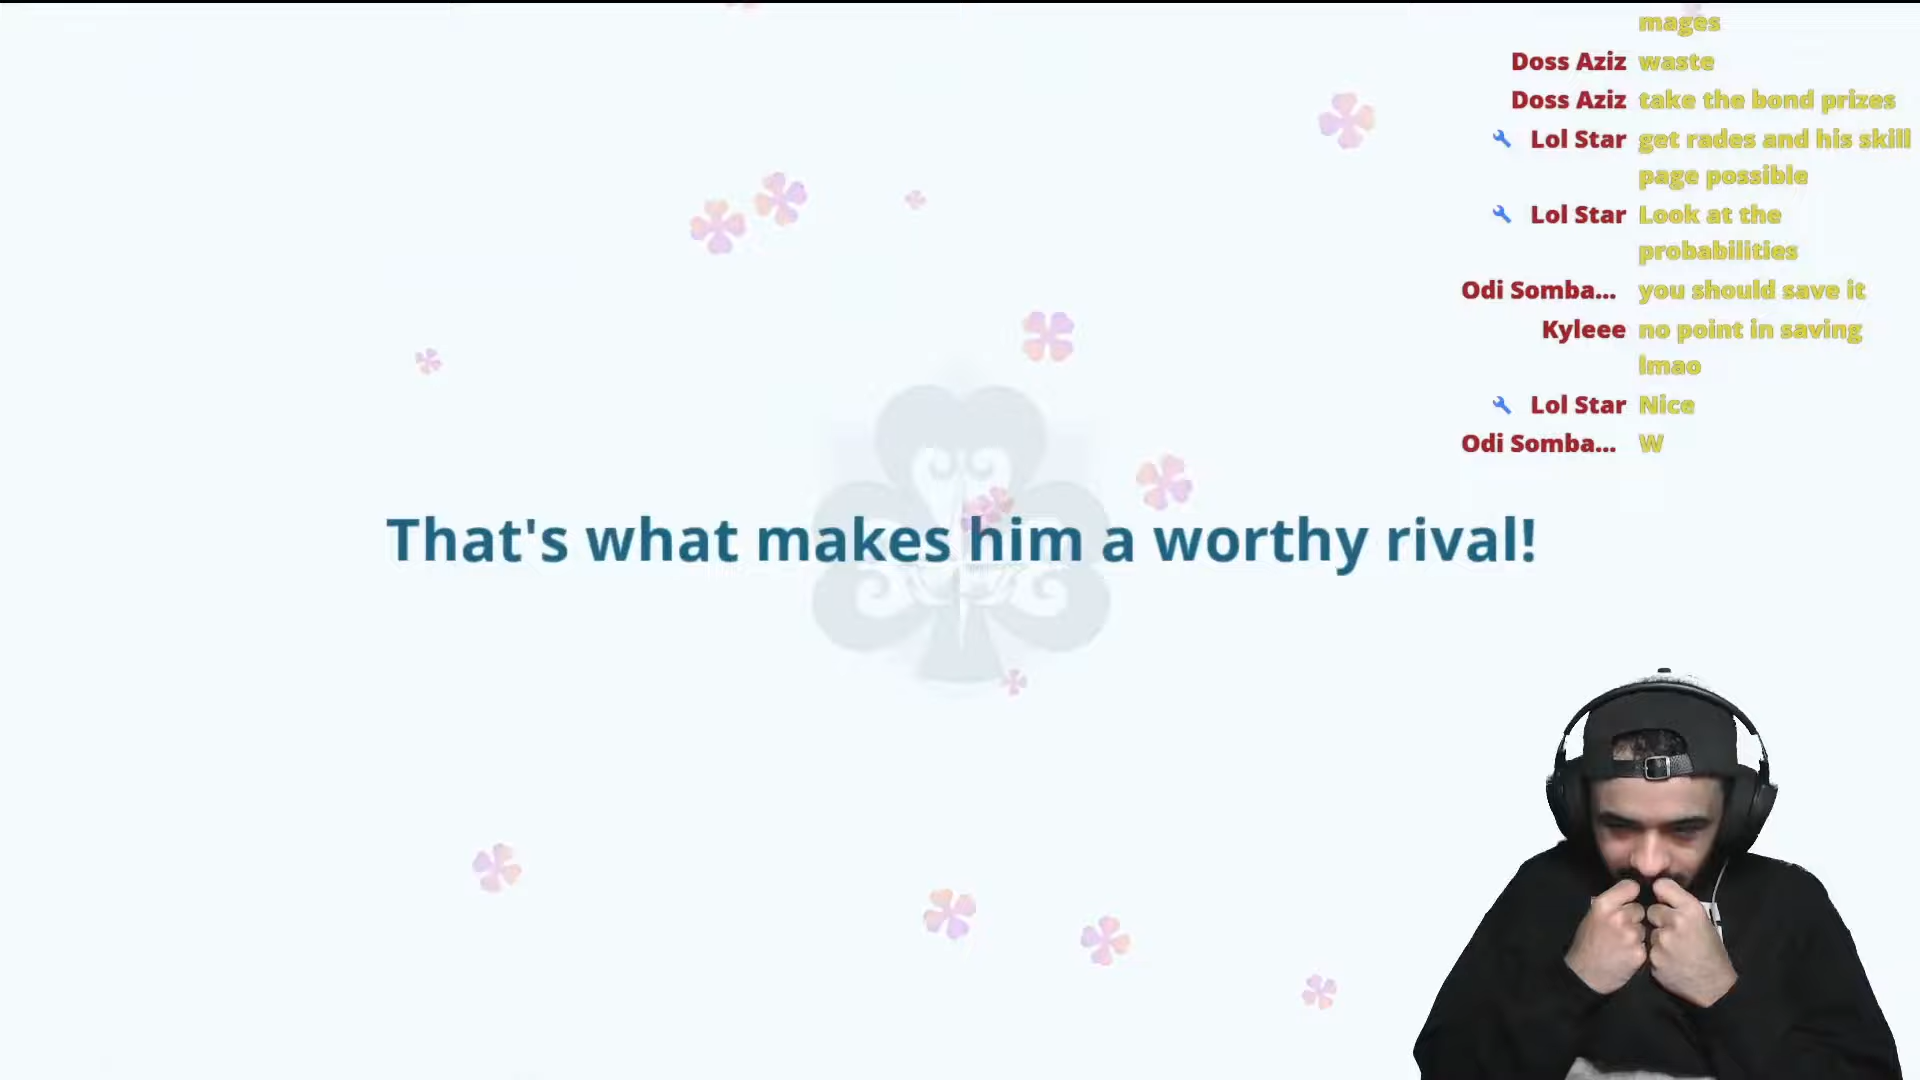 mages
Doss Aziz waste
Doss Aziz take the bond prizes
Lol Star get rades and his skill
page possible
Lol Star Look at the
probabilities
Odi Somba... you should save it
Kyleee no point in saving
lmao
Lol Star Nice
Odi Somba... W
That's what makes him a worthy rival!